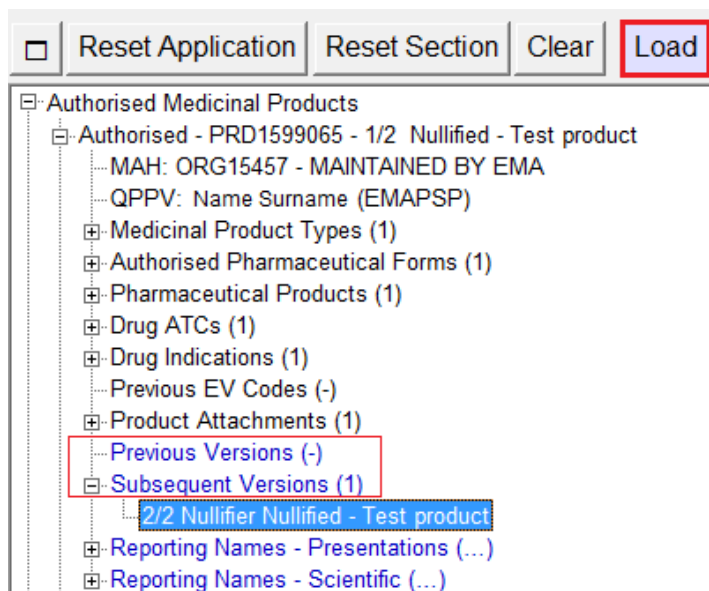 Reset Application Reset Section Clear Load
Authorised Medicinal Products
Authorised - PRD1599065 - 1/2 Nullified - Test product
MAH: ORG15457 - MAINTAINED BY EMA
QPPV: Name Surname (EMAPSP)
Medicinal Product Types (1)
Authorised Pharmaceutical Forms (1)
Pharmaceutical Products (1)
Drug ATCs (1)
Drug Indications (1)
Previous EV Codes (-)
Product Attachments (1)
Previous Versions (-)
Subsequent Versions (1)
2/2 Nullifier Nullified - Test product
Reporting Names - Presentations (...)
Reporting Names - Scientific (...)